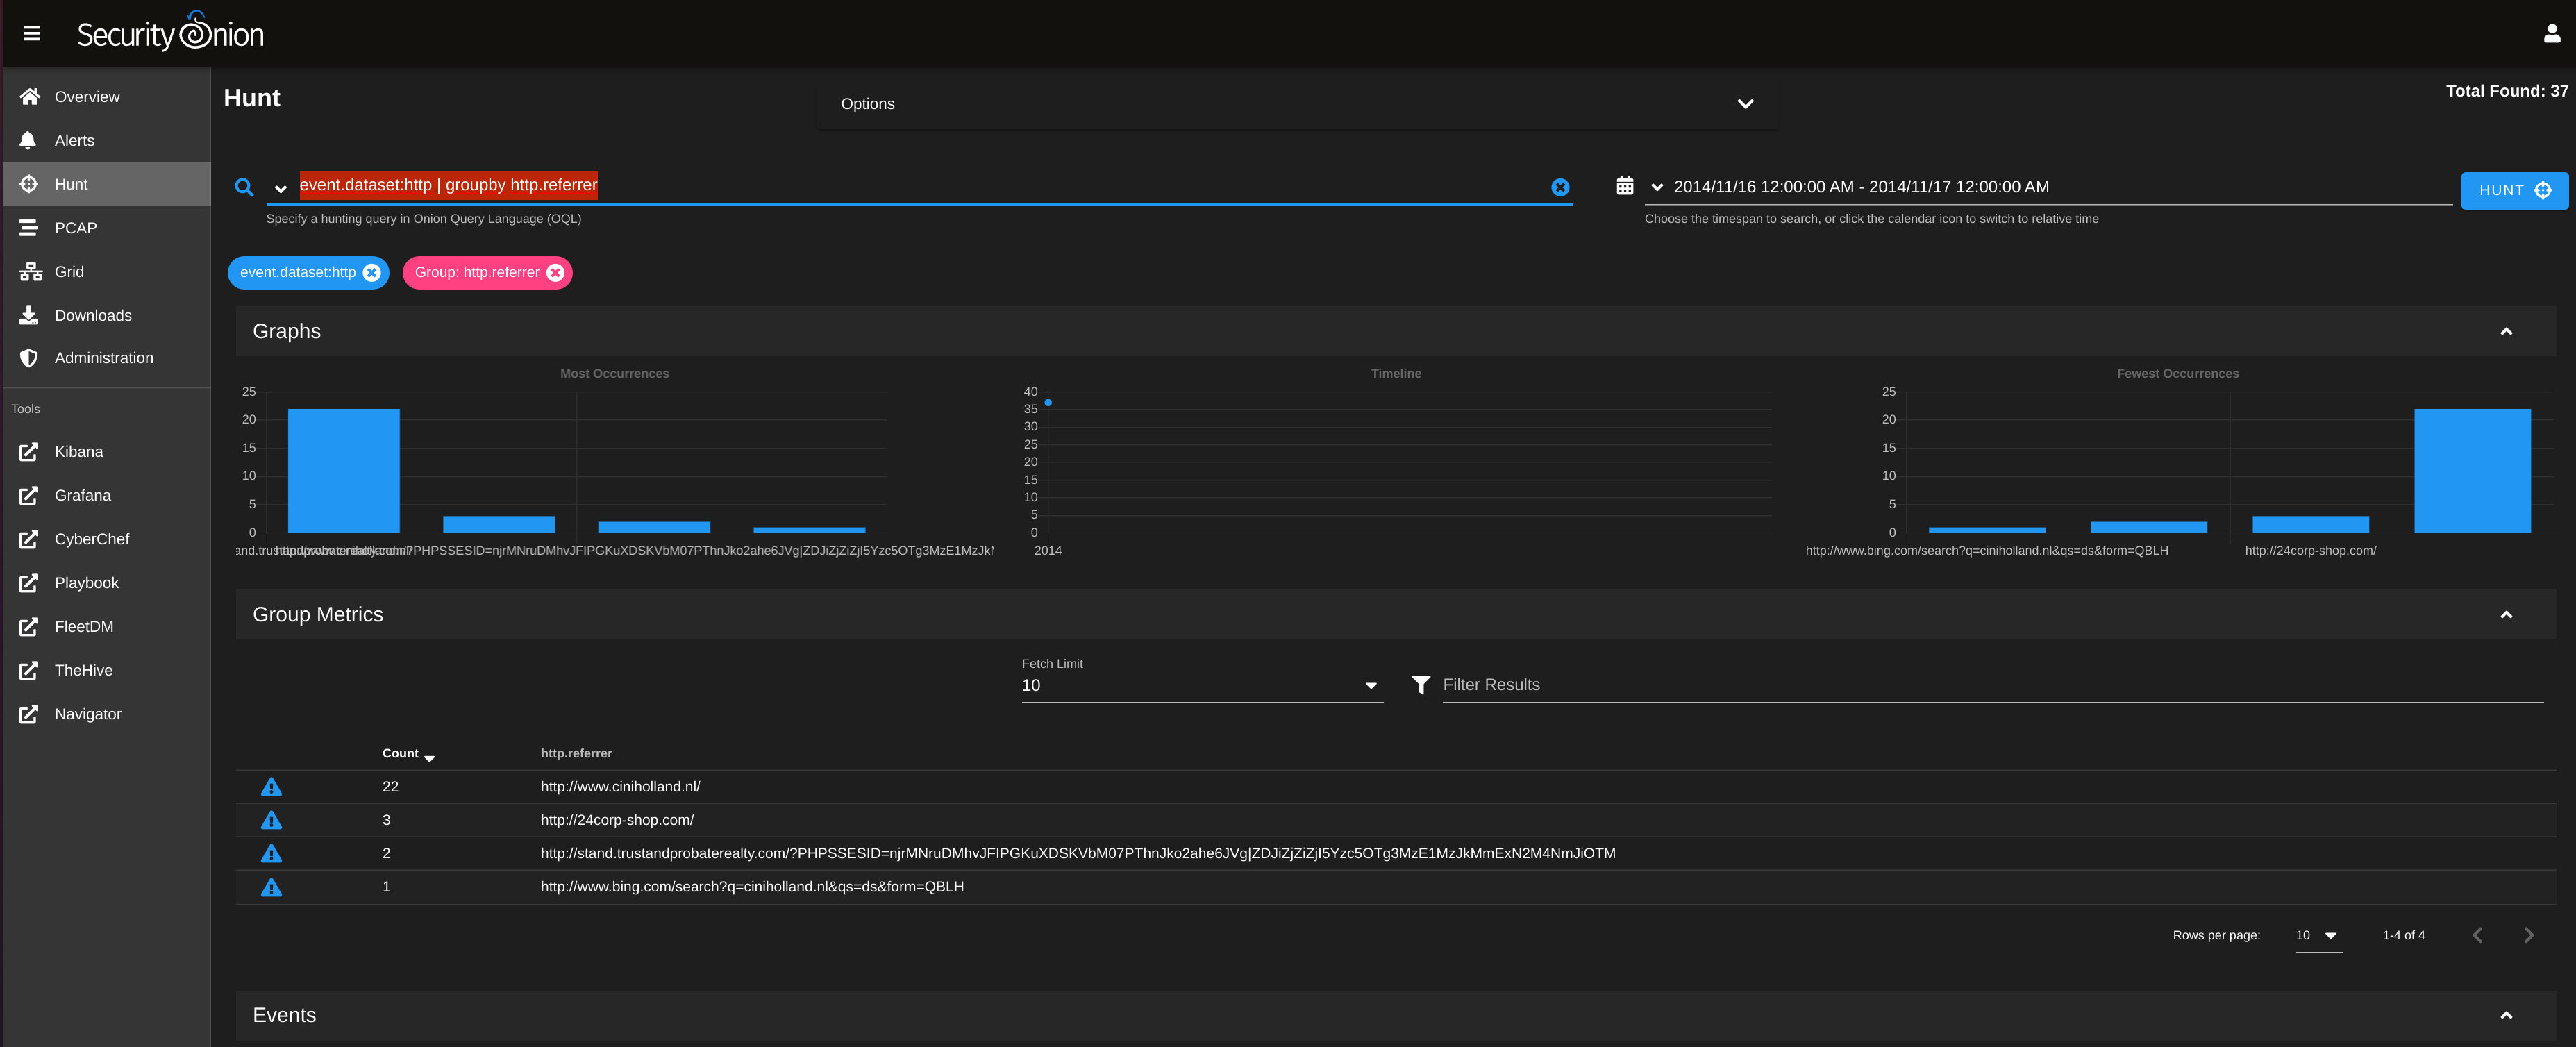 Security Onion
Overview
Alerts
Hunt
PCAP
Grid
Downloads
Administration
Tools
Kibana
Grafana
CyberChef
Playbook
FleetDM
TheHive
Navigator
Hunt
Options
Total Found: 37
event.dataset:http | groupby http.referrer
Specify a hunting query in Onion Query Language (OQL)
2014/11/16 12:00:00 AM - 2014/11/17 12:00:00 AM
Choose the timespan to search, or click the calendar icon to switch to relative time
HUNT
event.dataset:http
Group: http.referrer
Graphs
Most Occurrences
25
20
15
10
5
0
Timeline
40
35
30
25
20
15
10
5
0
2014
Fewest Occurrences
25
20
15
10
5
0
http://www.bing.com/search?q=ciniholland.nl&qs=ds&form=QBLH
http://24corp-shop.com/
Group Metrics
Fetch Limit
10
Filter Results
Count http.referrer
22 http://www.ciniholland.nl/
3 http://24corp-shop.com/
2 http://stand.trustandprobaterealty.com/?PHPSSESID=njrMNruDMhvJFIPGKuXDSKVbM07PThnJko2ahe6JVg|ZDJiZjZiZjI5Yzc5OTg3MzE1MzJkMmExN2M4NmJiOTM
1 http://www.bing.com/search?q=ciniholland.nl&qs=ds&form=QBLH
Rows per page: 10 1-4 of 4
Events